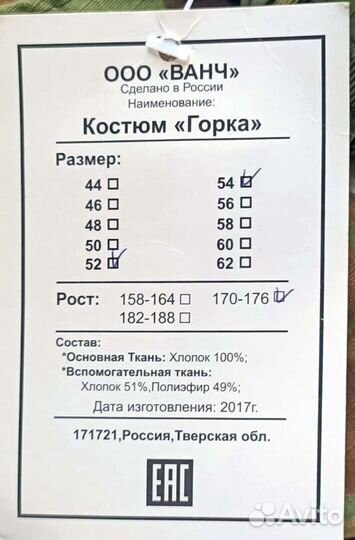 ООО «ВАНЧ»
Сделано в России
Наименование:
Костюм «Горка»
Размер:
44 ☐ 54 ☑
46 ☐ 56 ☐
48 ☐ 58 ☐
50 ☐ 60 ☐
52 ☑ 62 ☐
Рост: 158-164 ☐ 170-176 ☑
182-188 ☐
Состав:
*Основная Ткань: Хлопок 100%;
*Вспомогательная ткань:
Хлопок 51%,Полиэфир 49%;
Дата изготовления: 2017г.
171721,Россия,Тверская обл.
EAC
Avito